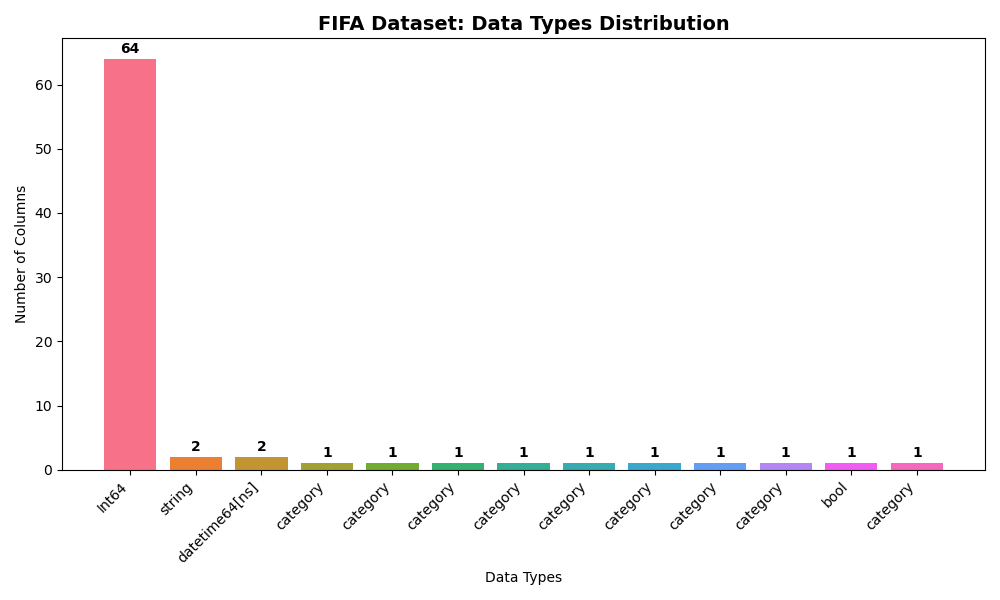 FIFA Dataset: Data Types Distribution
Number of Columns
60
50
40
30
20
10
0
64
2
2
1
1
1
1
1
1
1
1
1
1
Int64
string
datetime64[ns]
category
category
category
category
category
category
category
category
bool
category
Data Types